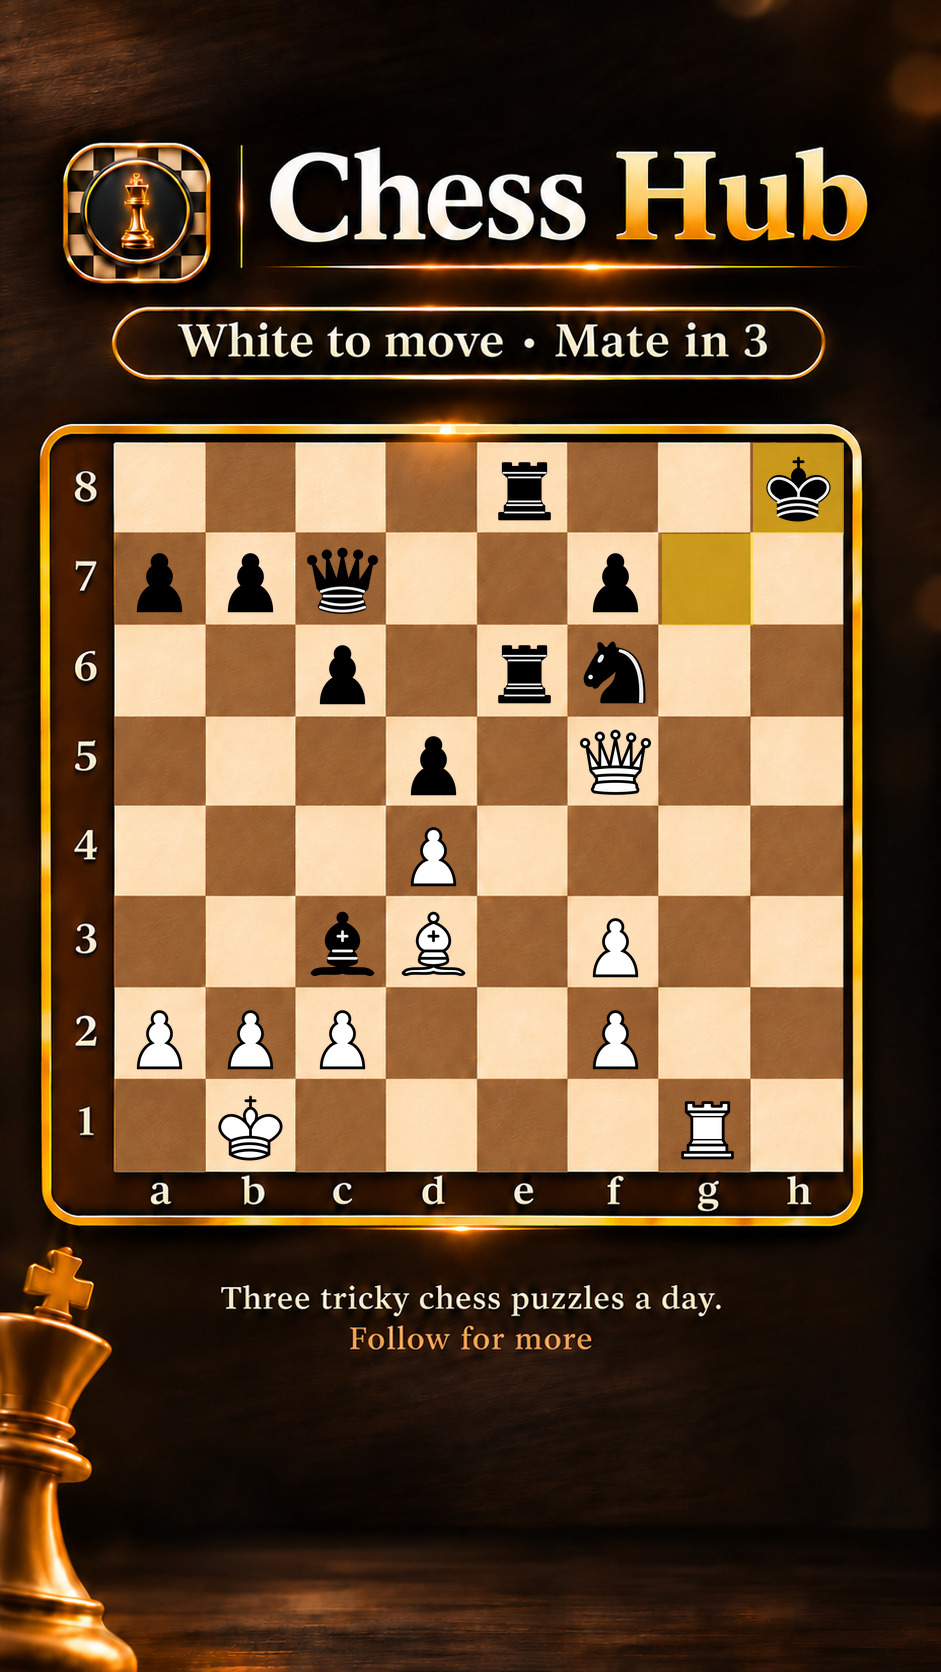 Chess Hub
White to move • Mate in 3
8
7
6
5
4
3
2
1
a b c d e f g h
Three tricky chess puzzles a day.
Follow for more